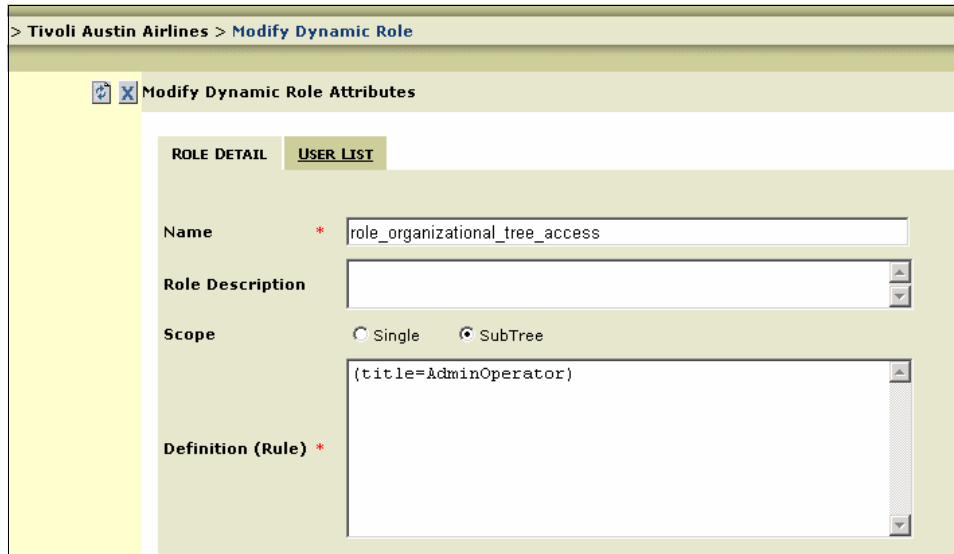 > Tivoli Austin Airlines > Modify Dynamic Role
X Modify Dynamic Role Attributes
ROLE DETAIL USER LIST
Name * role_organizational_tree_access
Role Description
Scope Single SubTree
(title=AdminOperator)
Definition (Rule) *